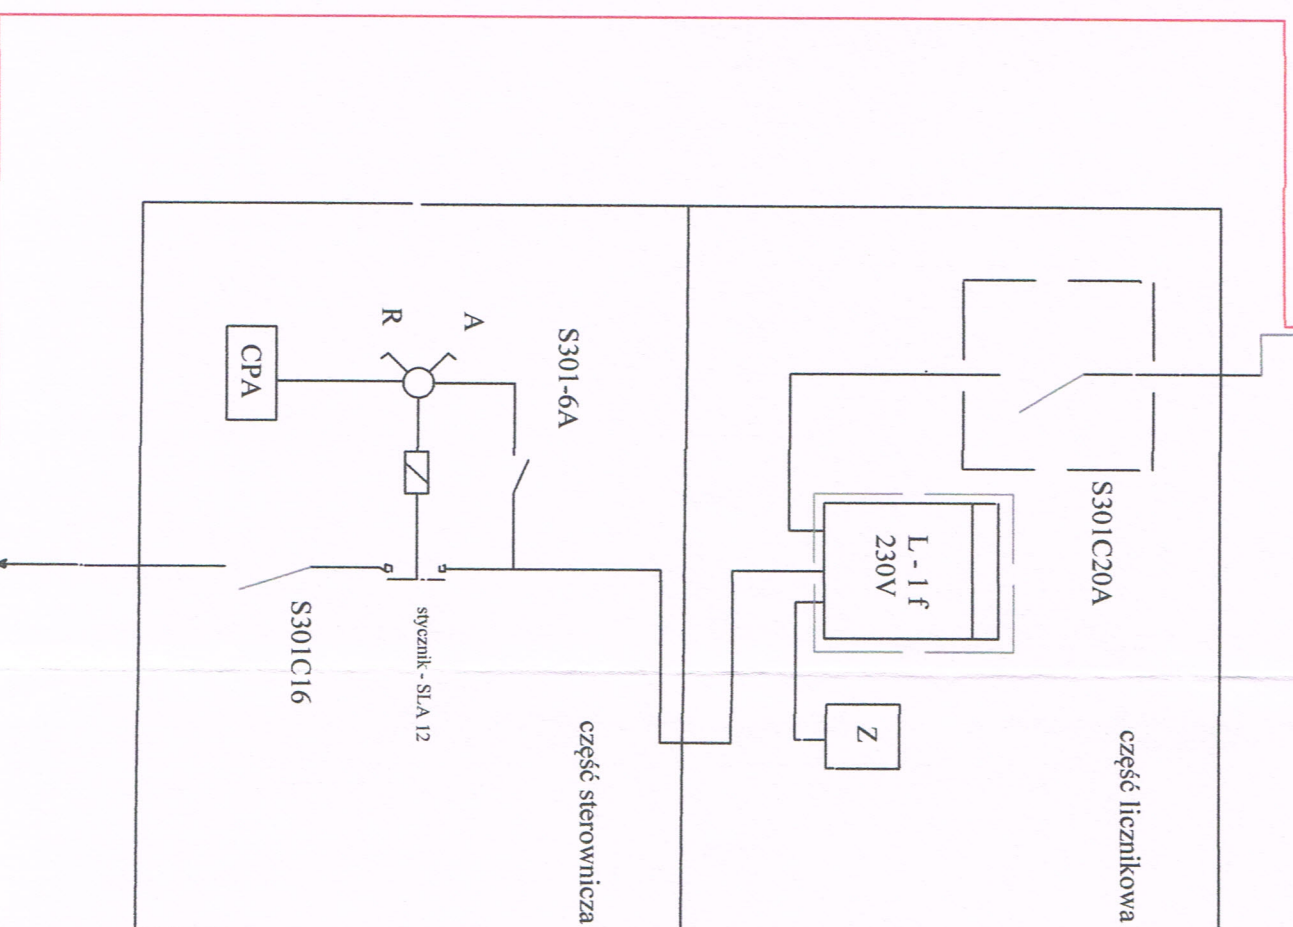 S301C20A
część licznikowa
L - 1 f
230V
Z
S301-6A
A
R
CPA
stycznik - SLA 12
S301C16
część sterownicza